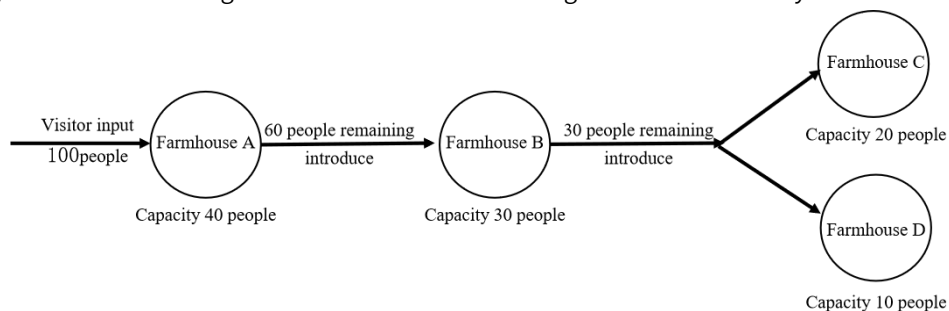 Visitor input
100people
Farmhouse A
Capacity 40 people
60 people remaining
introduce
Farmhouse B
Capacity 30 people
30 people remaining
introduce
Farmhouse C
Capacity 20 people
Farmhouse D
Capacity 10 people